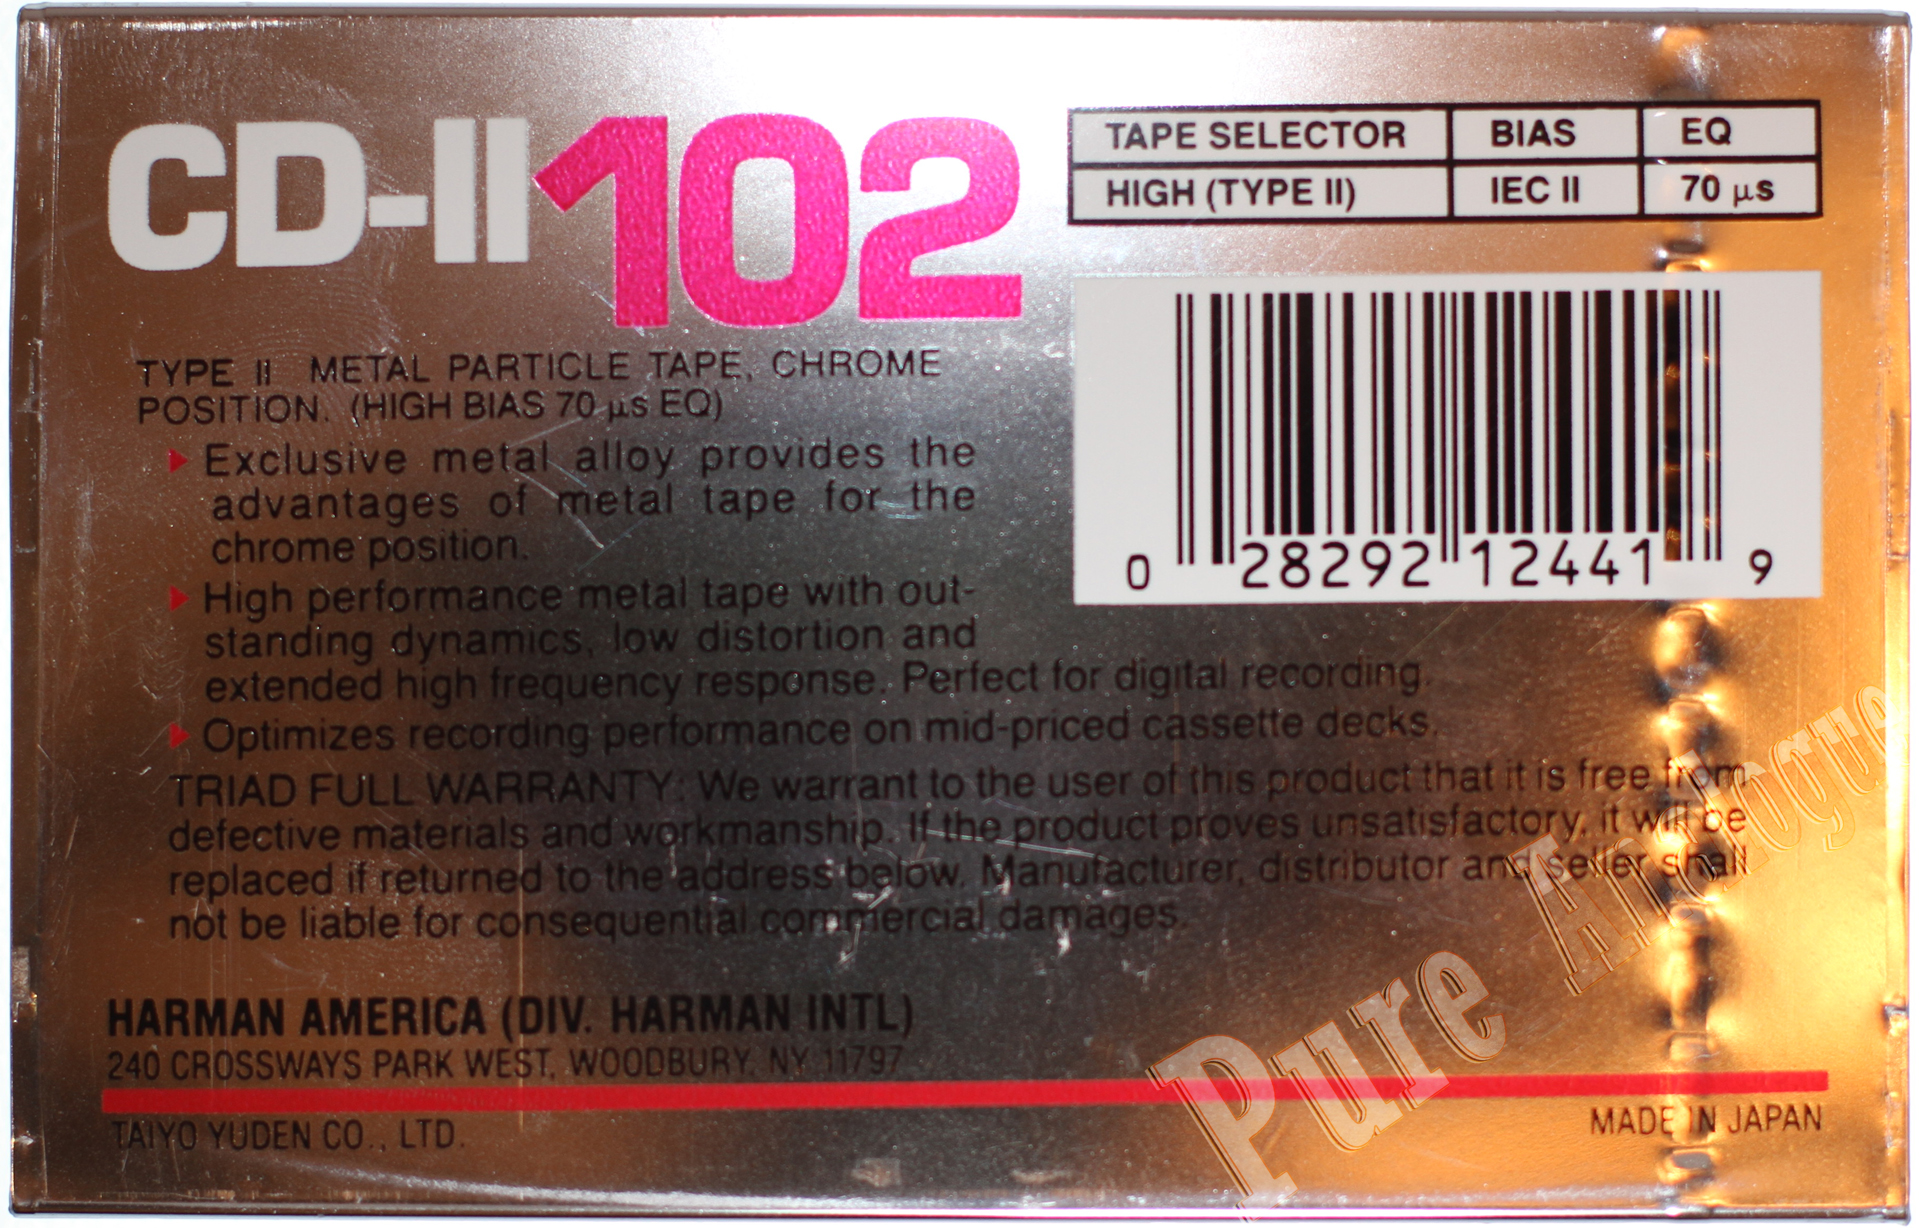 CD-II 102
TAPE SELECTOR BIAS EQ
HIGH (TYPE II) IEC II 70 µs
0 28292 12441 9
TYPE II METAL PARTICLE TAPE, CHROME
POSITION. (HIGH BIAS 70 µs EQ)
Exclusive metal alloy provides the
advantages of metal tape for the
chrome position.
High performance metal tape with out-
standing dynamics, low distortion and
extended high frequency response. Perfect for digital recording.
Optimizes recording performance on mid-priced cassette decks.
TRIAD FULL WARRANTY: We warrant to the user of this product that it is free from
defective materials and workmanship. If the product proves unsatisfactory, it will be
replaced if returned to the address below. Manufacturer, distributor and seller shall
not be liable for consequential commercial damages.
HARMAN AMERICA (DIV. HARMAN INTL)
240 CROSSWAYS PARK WEST, WOODBURY, NY 11797
TAIYO YUDEN CO., LTD.
MADE IN JAPAN
Pure Analogue